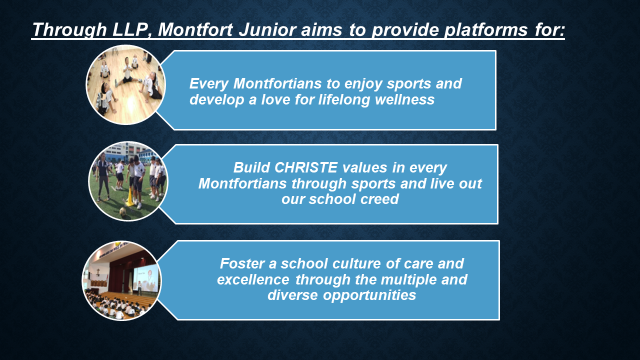 Through LLP, Montfort Junior aims to provide platforms for:
Every Montfortians to enjoy sports and
develop a love for lifelong wellness
Build CHRISTE values in every
Montfortians through sports and live out
our school creed
Foster a school culture of care and
excellence through the multiple and
diverse opportunities